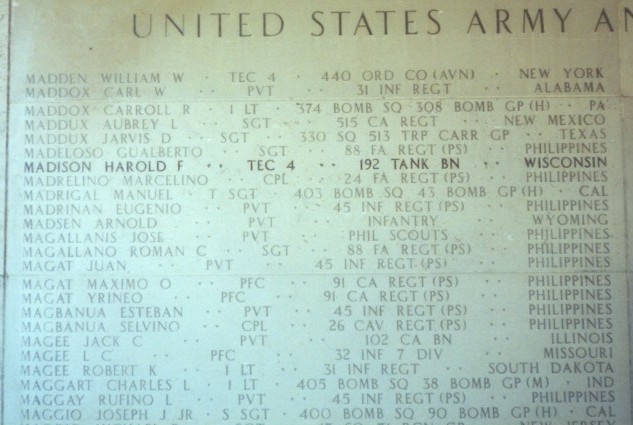 UNITED STATES ARMY AN
MADDEN WILLIAM W · TEC 4 · 440 ORD CO (AVN) · NEW YORK
MADDOX CARL W · · PVT · · 31 INF REGT · · ALABAMA
MADDOX CARROLL R · 1 LT · 374 BOMB SQ 308 BOMB GP (H) · PA
MADDUX AUBREY L · · SGT · · 515 CA REGT · · NEW MEXICO
MADDUX JARVIS D · · SGT · · 330 SQ 513 TRP CARR GP · · TEXAS
MADELOSO GUALBERTO · · SGT · · 88 FA REGT (PS) · PHILIPPINES
MADISON HAROLD F · · TEC 4 · · 192 TANK BN · · WISCONSIN
MADRELINO MARCELINO · · CPL · · 24 FA REGT (PS) · PHILIPPINES
MADRIGAL MANUEL · T SGT · 403 BOMB SQ 43 BOMB GP (H) · CAL
MADRINAN EUGENIO · · PVT · · 45 INF REGT (PS) · PHILIPPINES
MADSEN ARNOLD · · PVT · · INFANTRY · · WYOMING
MAGALLANIS JOSE · · PVT · · PHIL SCOUTS · · PHILIPPINES
MAGALLANO ROMAN C · · SGT · · 88 FA REGT (PS) · PHILIPPINES
MAGAT JUAN · · PVT · · 45 INF REGT (PS) · · PHILIPPINES
MAGAT MAXIMO O · · PFC · · 91 CA REGT (PS) · · PHILIPPINES
MAGAT YRINEO · · PFC · · 91 CA REGT (PS) · · PHILIPPINES
MAGBANUA ESTEBAN · · PVT · · 45 INF REGT (PS) · · PHILIPPINES
MAGBANUA SELVINO · · CPL · · 26 CAV REGT (PS) · · PHILIPPINES
MAGEE JACK C · · PVT · · 102 CA BN · · ILLINOIS
MAGEE L C · · PFC · · 32 INF 7 DIV · · MISSOURI
MAGEE ROBERT K · · 1 LT · · 31 INF REGT · · SOUTH DAKOTA
MAGGART CHARLES L · 1 LT · 405 BOMB SQ 38 BOMB GP (M) · IND
MAGGAY RUFINO L · · PVT · · 45 INF REGT (PS) · · PHILIPPINES
MAGGIO JOSEPH J JR · S SGT · 400 BOMB SQ 90 BOMB GP (H) · CAL